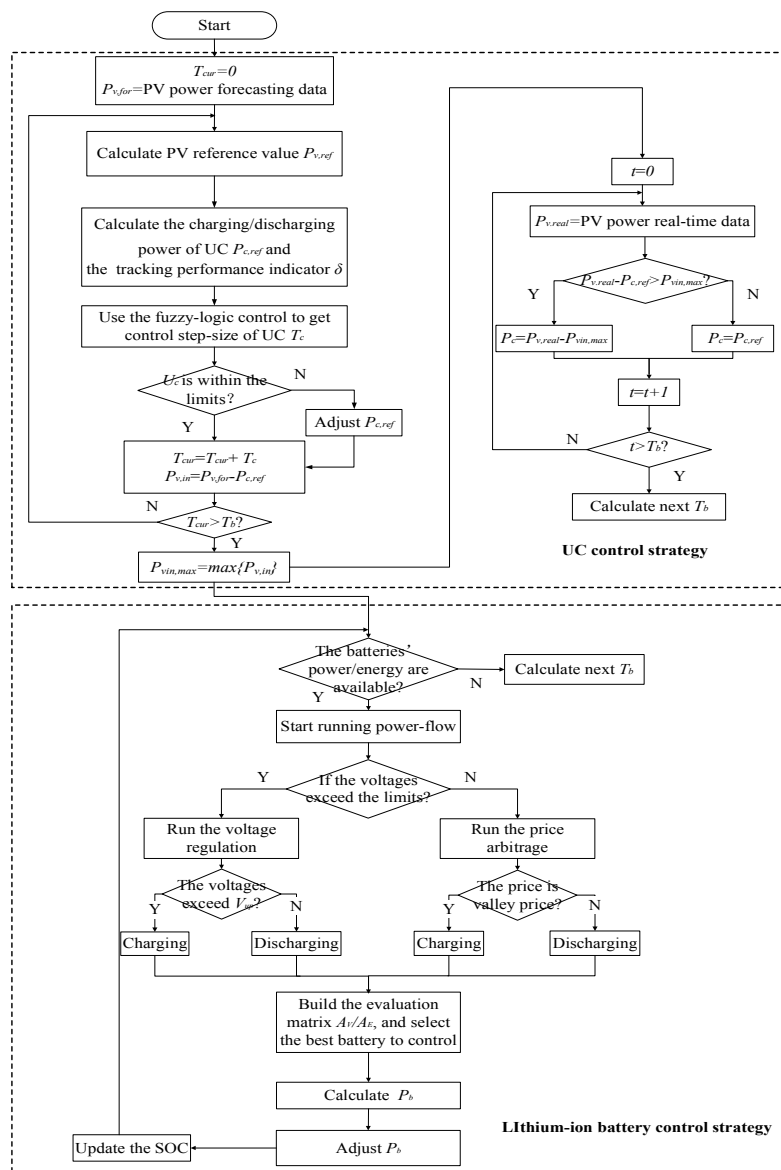 Start
T_cur=0
P_v,for=PV power forecasting data
Calculate PV reference value P_v,ref
Calculate the charging/discharging
power of UC P_c,ref and
the tracking performance indicator δ
Use the fuzzy-logic control to get
control step-size of UC T_c
U_c is within the
limits?
N
Adjust P_c,ref
Y
T_cur=T_cur+ T_c
P_v,in=P_v,for-P_c,ref
N
T_cur>T_b?
Y
P_vin,max=max{P_v,in}
t=0
P_v.real=PV power real-time data
P_v.real-P_c,ref>P_vin,max?
Y
N
P_c=P_v,real-P_vin,max
P_c=P_c,ref
t=t+1
N
t>T_b?
Y
Calculate next T_b
UC control strategy
The batteries'
power/energy are
available?
N
Calculate next T_b
Y
Start running power-flow
Y
If the voltages
exceed the limits?
N
Run the voltage
regulation
Run the price
arbitrage
The voltages
exceed V_up?
Y
N
The price is
valley price?
Y
N
Charging
Discharging
Charging
Discharging
Build the evaluation
matrix A_V/A_E, and select
the best battery to control
Calculate P_b
Adjust P_b
Update the SOC
LIthium-ion battery control strategy